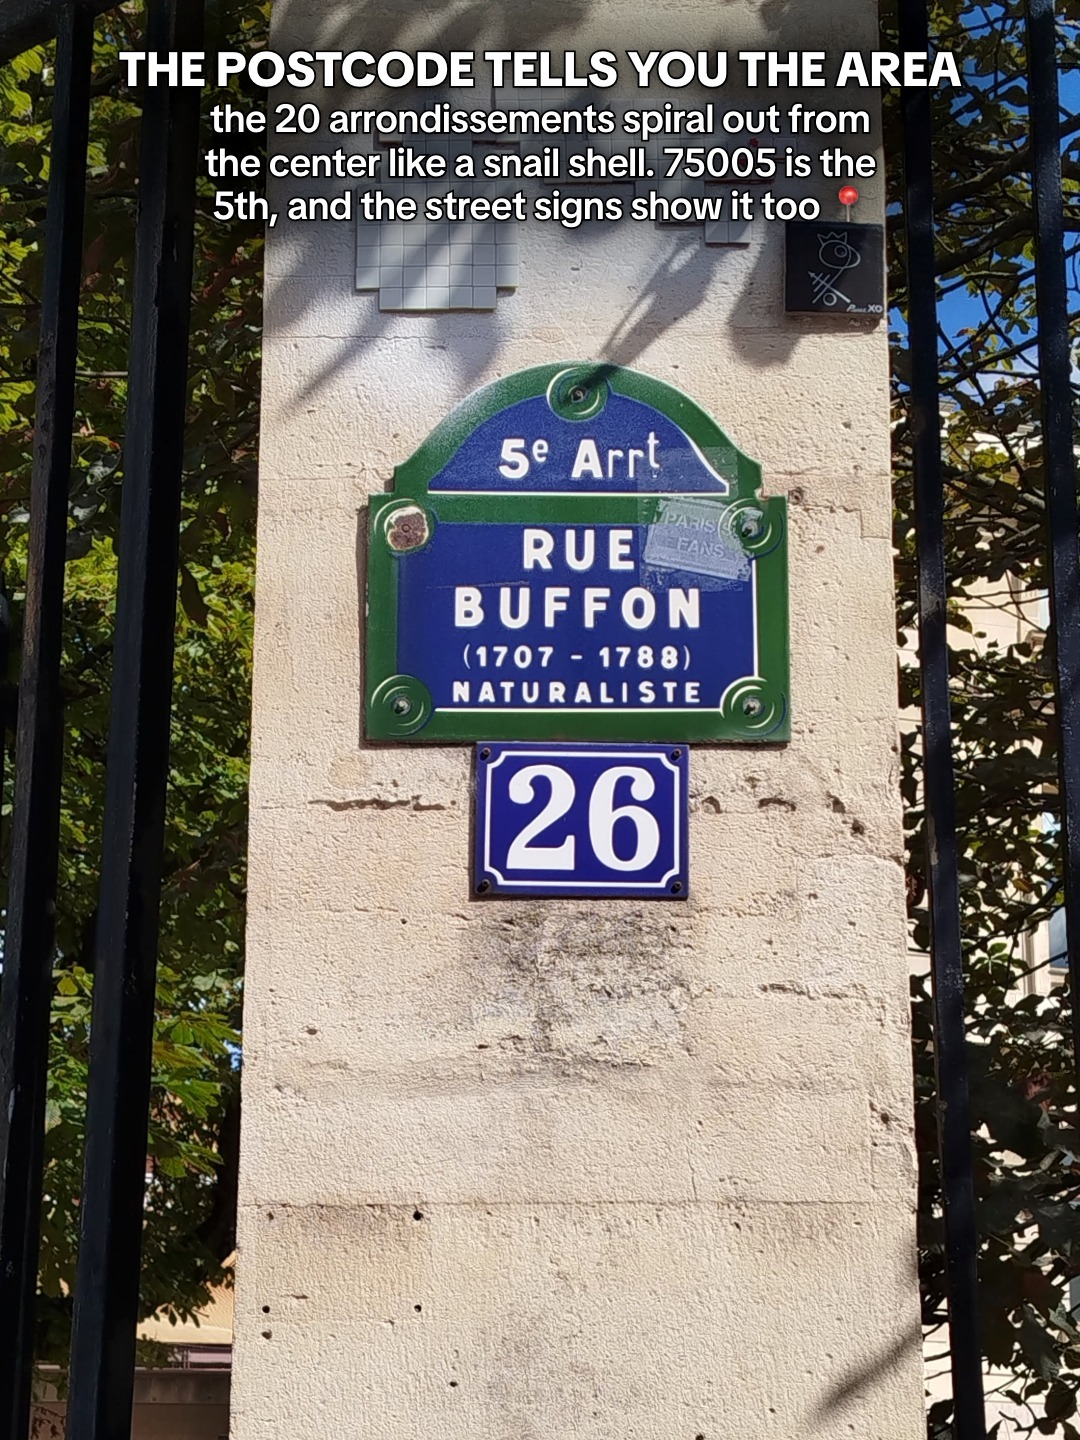 THE POSTCODE TELLS YOU THE AREA
the 20 arrondissements spiral out from
the center like a snail shell. 75005 is the
5th, and the street signs show it too 📍
5e Arrt
PARIS
FANS
RUE
BUFFON
(1707 - 1788)
NATURALISTE
26